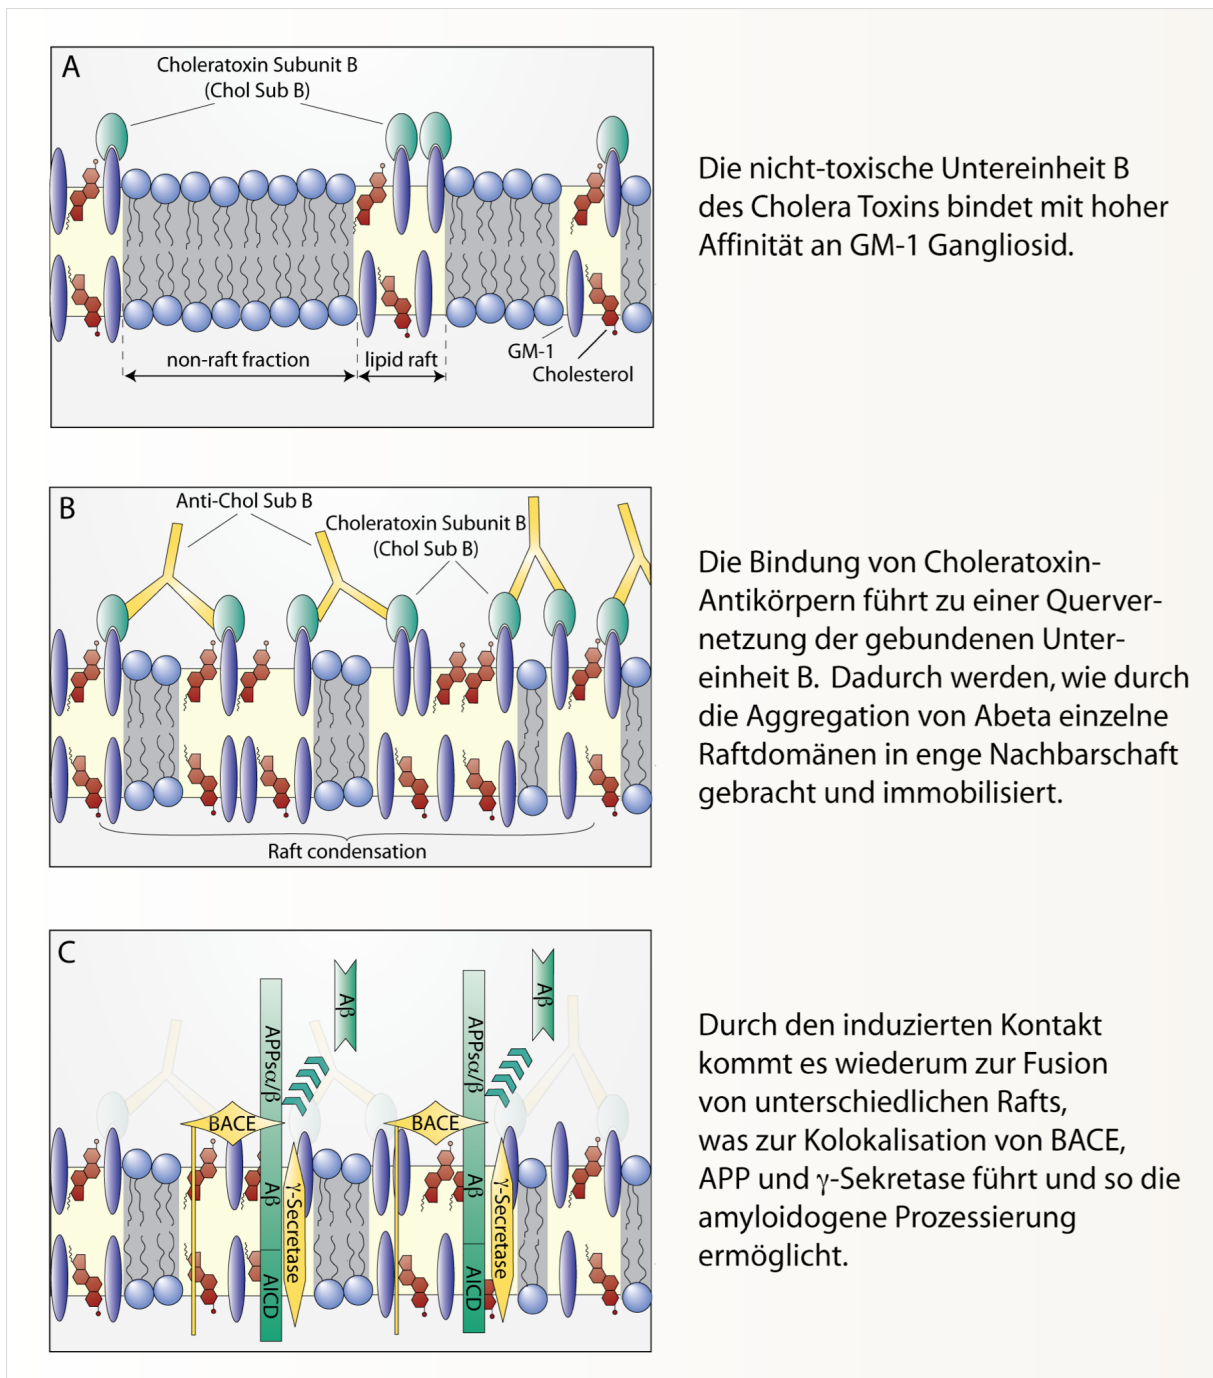 A
Choleratoxin Subunit B
(Chol Sub B)
non-raft fraction
lipid raft
GM-1
Cholesterol
Die nicht-toxische Untereinheit B
des Cholera Toxins bindet mit hoher
Affinität an GM-1 Gangliosid.
B
Anti-Chol Sub B
Choleratoxin Subunit B
(Chol Sub B)
Raft condensation
Die Bindung von Choleratoxin-
Antikörpern führt zu einer Querver-
netzung der gebundenen Unter-
einheit B. Dadurch werden, wie durch
die Aggregation von Abeta einzelne
Raftdomänen in enge Nachbarschaft
gebracht und immobilisiert.
C
APPsα/β
Aβ
BACE
Aβ
γ-Secretase
AICD
APPsα/β
Aβ
BACE
Aβ
γ-Secretase
AICD
Durch den induzierten Kontakt
kommt es wiederum zur Fusion
von unterschiedlichen Rafts,
was zur Kolokalisation von BACE,
APP und γ-Sekretase führt und so die
amyloidogene Prozessierung
ermöglicht.